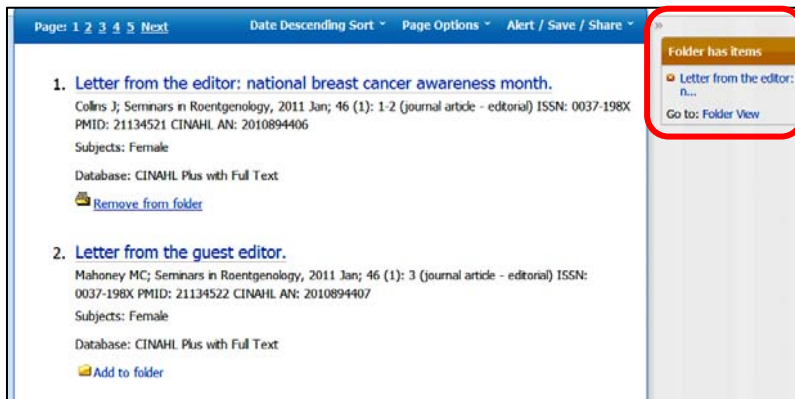 Page: 1 2 3 4 5 Next Date Descending Sort Page Options Alert / Save / Share
»
Folder has items
Letter from the editor: n...
Go to: Folder View
1. Letter from the editor: national breast cancer awareness month.
Collins J; Seminars in Roentgenology, 2011 Jan; 46 (1): 1-2 (journal article - editorial) ISSN: 0037-198X
PMID: 21134521 CINAHL AN: 2010894406
Subjects: Female
Database: CINAHL Plus with Full Text
Remove from folder
2. Letter from the guest editor.
Mahoney MC; Seminars in Roentgenology, 2011 Jan; 46 (1): 3 (journal article - editorial) ISSN:
0037-198X PMID: 21134522 CINAHL AN: 2010894407
Subjects: Female
Database: CINAHL Plus with Full Text
Add to folder